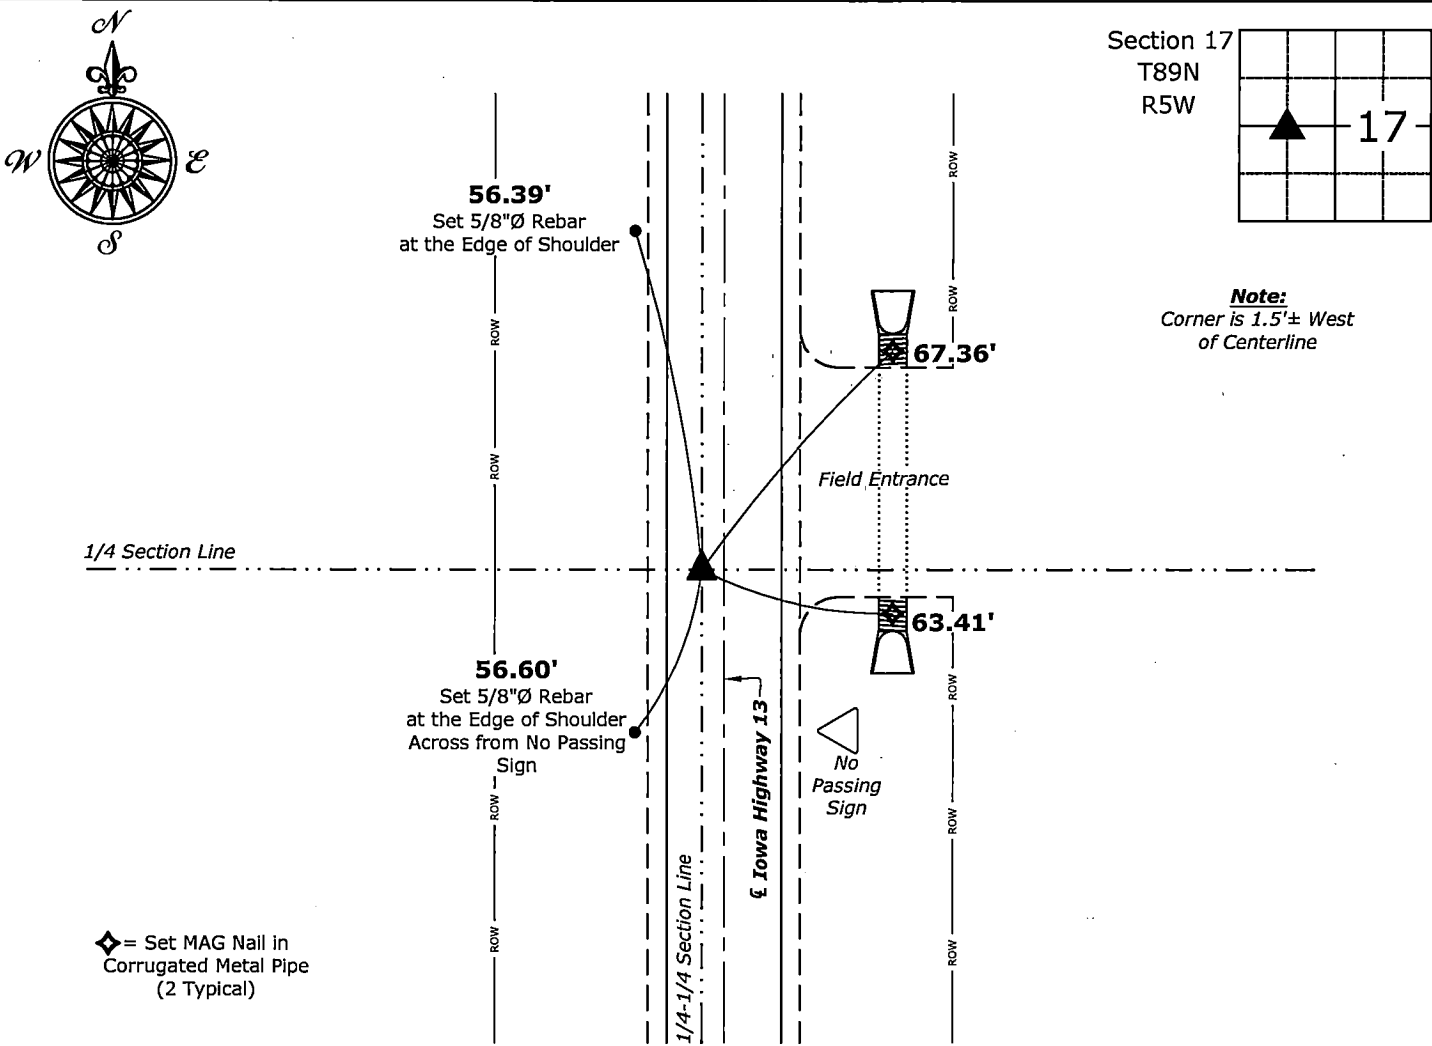 N
W
E
S
Section 17
T89N
R5W
17
56.39'
Set 5/8"Ø Rebar
at the Edge of Shoulder
ROW
ROW
ROW
ROW
Note:
Corner is 1.5'± West
of Centerline
67.36'
Field Entrance
1/4 Section Line
63.41'
56.60'
Set 5/8"Ø Rebar
at the Edge of Shoulder
Across from No Passing
Sign
No
Passing
Sign
℄ Iowa Highway 13
1/4-1/4 Section Line
ROW
ROW
ROW
ROW
ROW
= Set MAG Nail in
Corrugated Metal Pipe
(2 Typical)